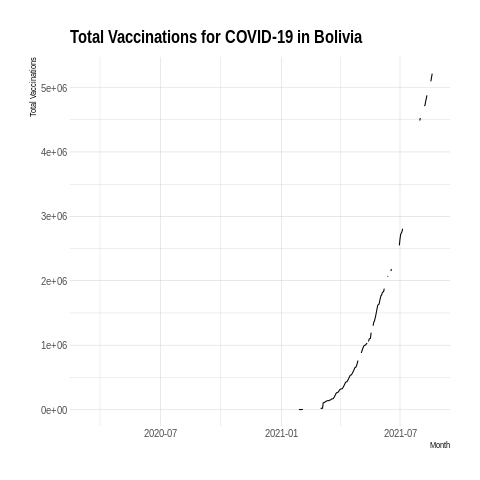 Total Vaccinations for COVID-19 in Bolivia
Total Vaccinations
5e+06
4e+06
3e+06
2e+06
1e+06
0e+00
2020-07 2021-01 2021-07
Month